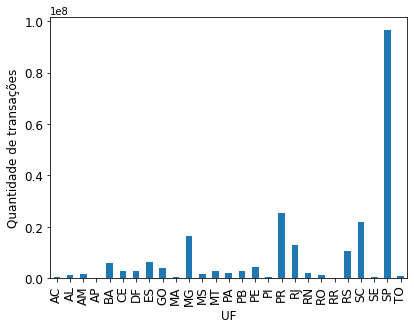 1e8
1.0
0.8
0.6
0.4
0.2
0.0
Quantidade de transações
AC AL AM AP BA CE DF ES GO MA MG MS MT PA PB PE PI PR RJ RN RO RR RS SC SE SP TO
UF